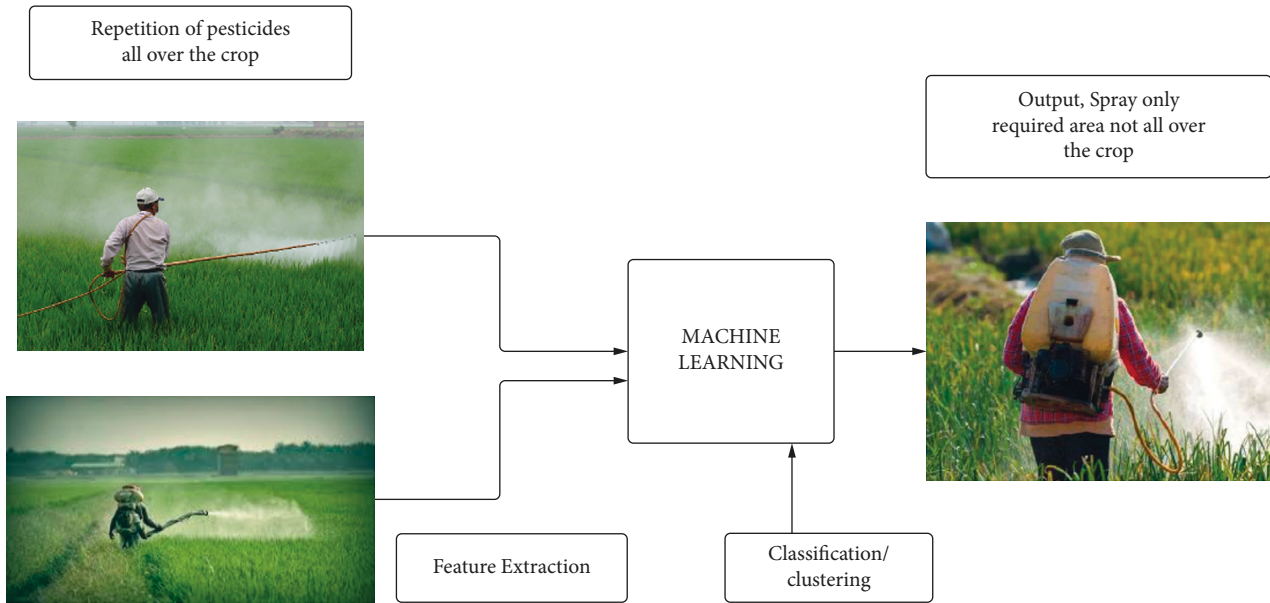 Repetition of pesticides
all over the crop
Output, Spray only
required area not all over
the crop
MACHINE
LEARNING
Feature Extraction
Classification/
clustering